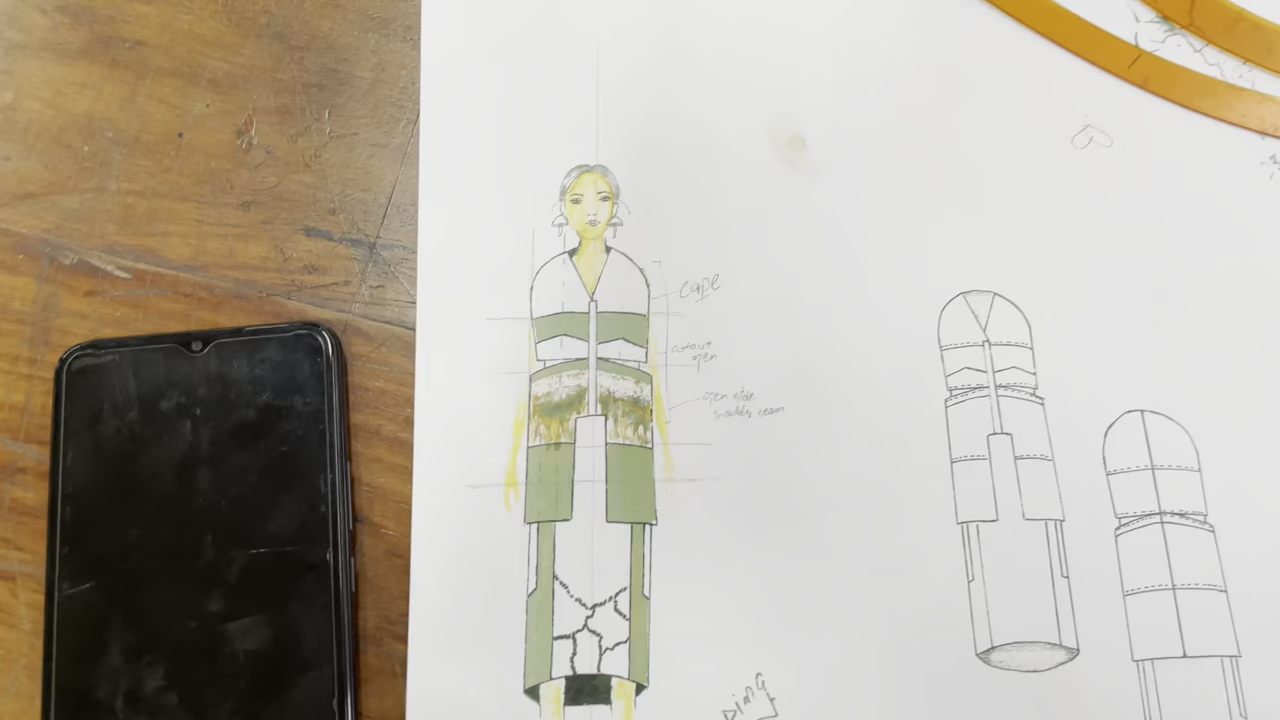 cape
cutout
open
open side
shoulder seam